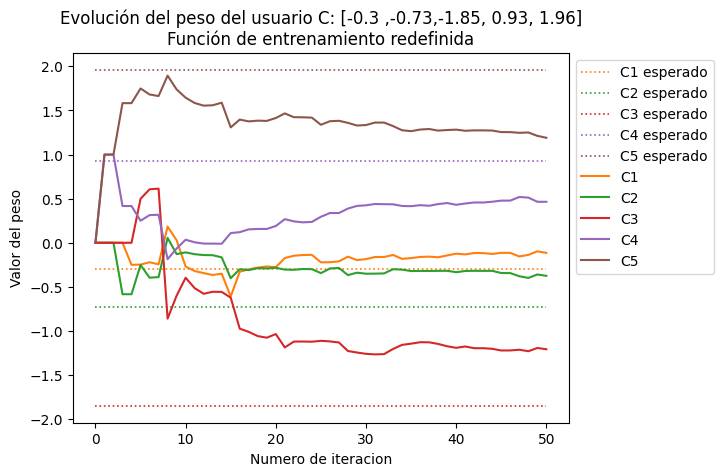 Evolución del peso del usuario C: [-0.3 ,-0.73,-1.85, 0.93, 1.96]
Función de entrenamiento redefinida
Valor del peso
2.0
1.5
1.0
0.5
0.0
−0.5
−1.0
−1.5
−2.0
0
10
20
30
40
50
Numero de iteracion
C1 esperado
C2 esperado
C3 esperado
C4 esperado
C5 esperado
C1
C2
C3
C4
C5